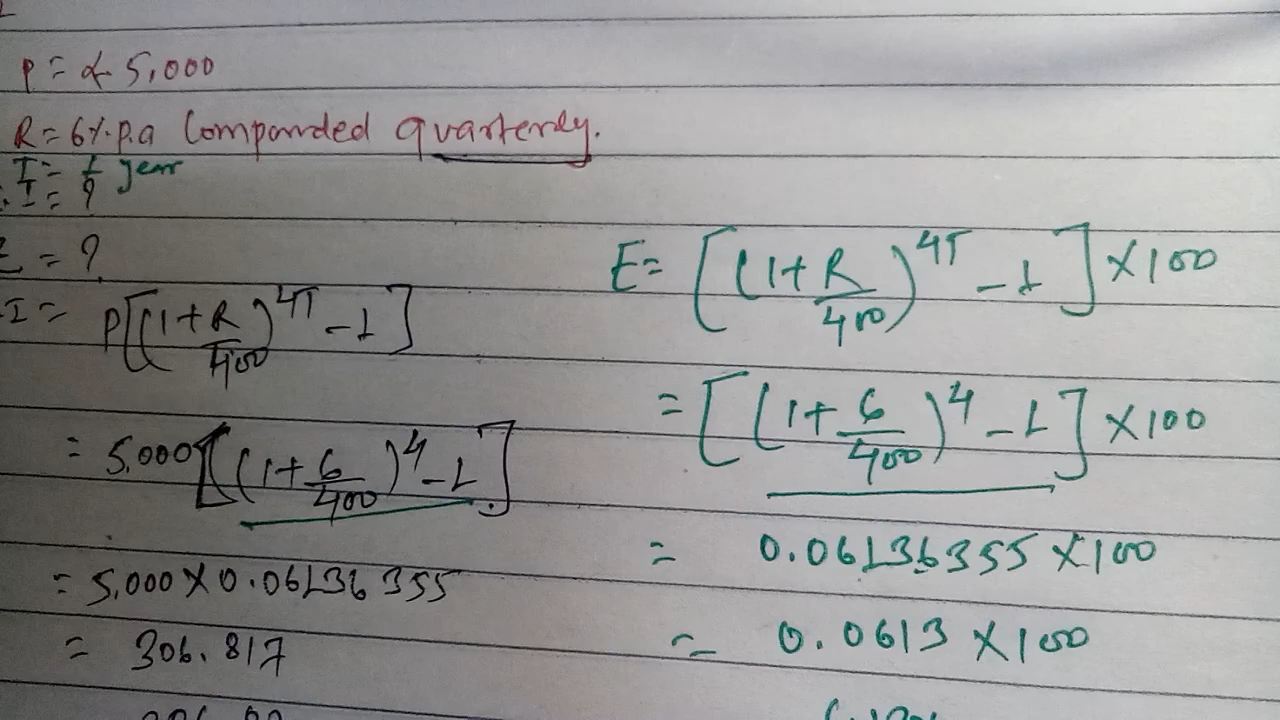 P = ₹ 5,000
R = 6%. P.a Compounded quarterly.
T = 1 year
I = ?
E = ?
I = P[(1+R/400)^4T - 1]
= 5,000[(1+6/400)^4 - 1]
= 5,000 X 0.06136355
= 306.817
E = [(1+R/400)^4T - 1] X 100
= [(1+6/400)^4 - 1] X 100
= 0.06136355 X 100
= 0.0613 X 100